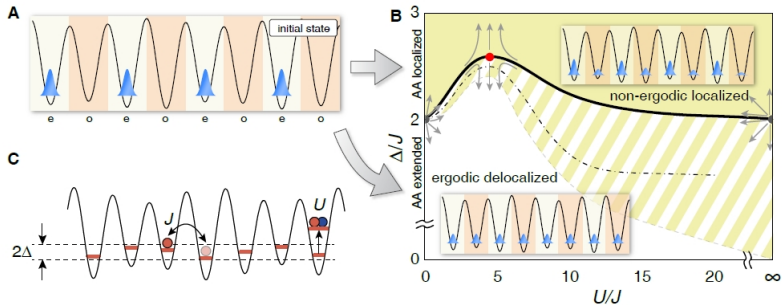 A
initial state
e o e o e o e o
C
J
U
2Δ
B
3
2
0
Δ/J
AA localized
AA extended
non-ergodic localized
ergodic delocalized
0 5 10 15 20 ∞
U/J